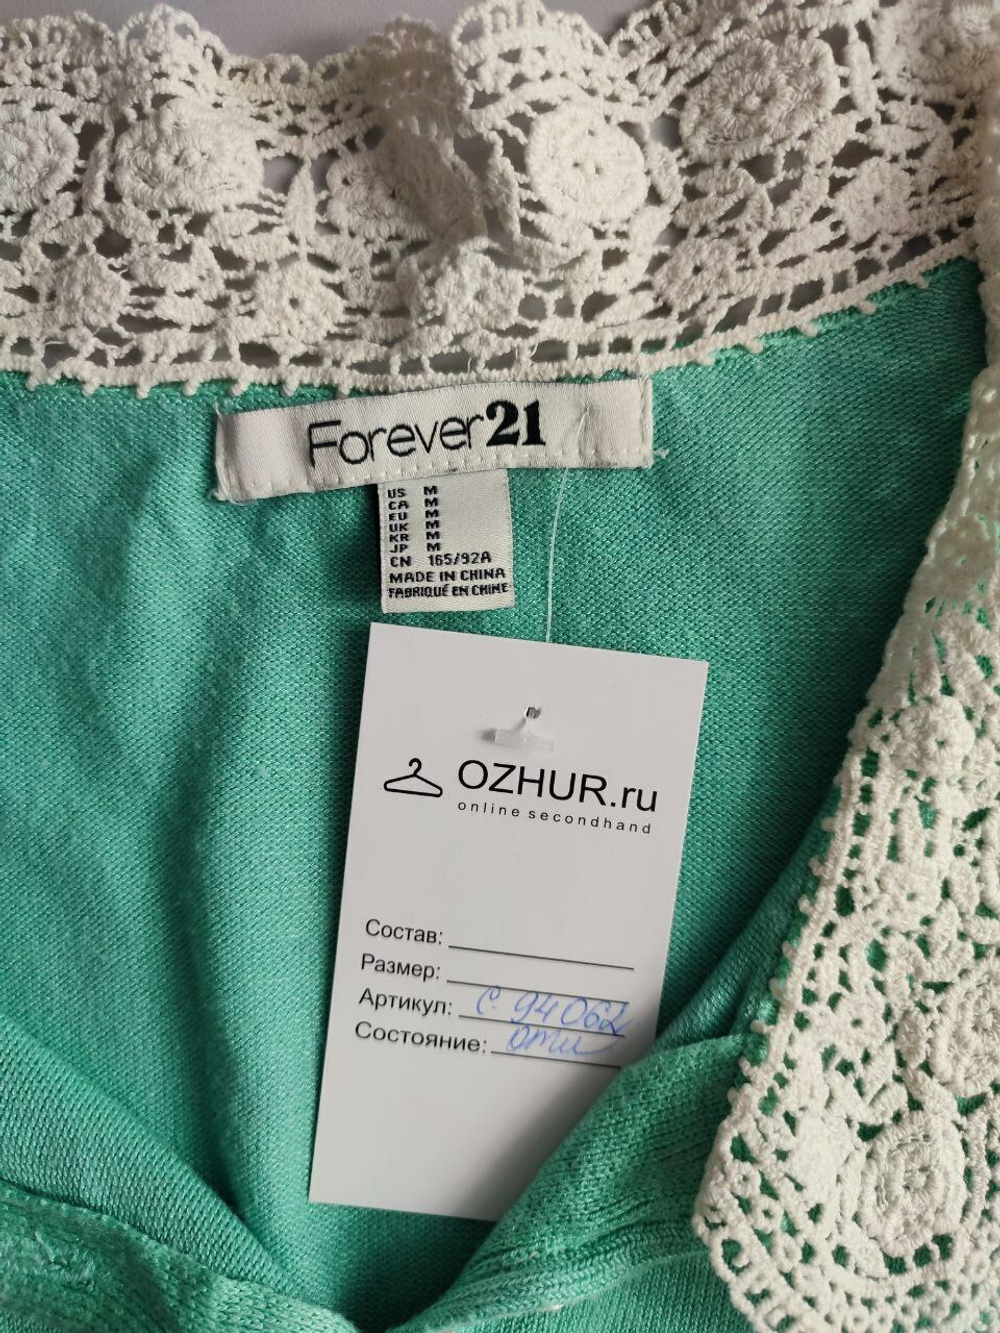 Forever21
US M
CA M
EU M
UK M
KR M
JP M
CN 165/92A
MADE IN CHINA
FABRIQUÉ EN CHINE
OZHUR.ru
online secondhand
Состав:
Размер:
Артикул: С 94062
Состояние: отл